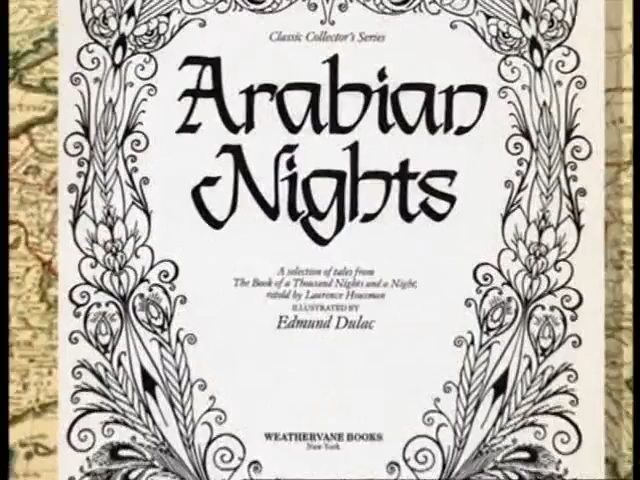 Classic Collector's Series
Arabian
Nights
A selection of tales from
The Book of a Thousand Nights and a Night,
retold by Laurence Housman
ILLUSTRATED BY
Edmund Dulac
WEATHERVANE BOOKS
New York